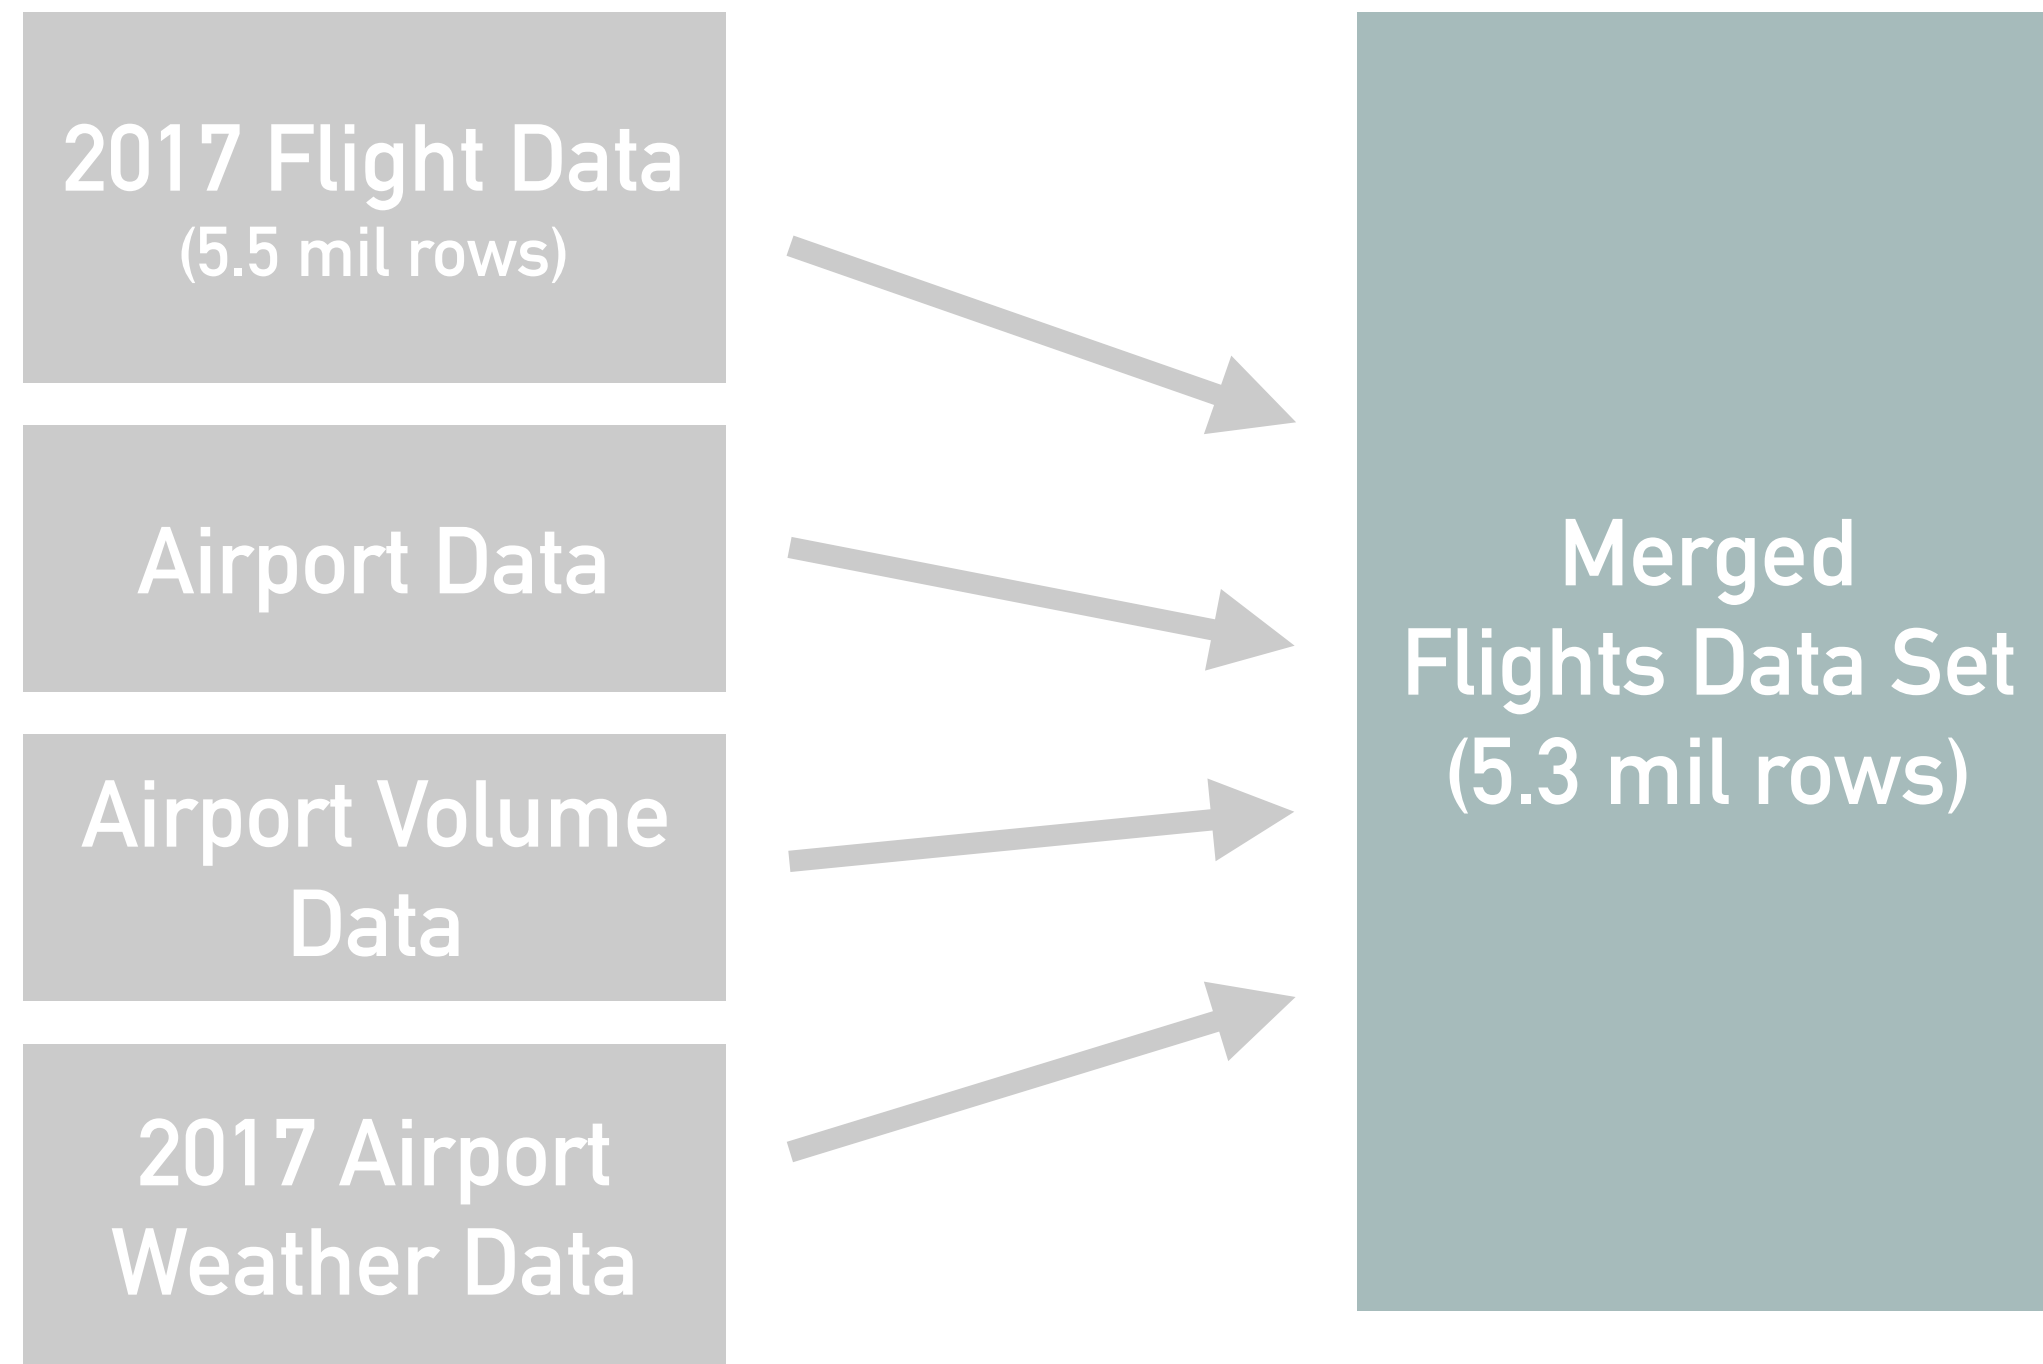 2017 Flight Data
(5.5 mil rows)
Airport Data
Airport Volume
Data
2017 Airport
Weather Data
Merged
Flights Data Set
(5.3 mil rows)